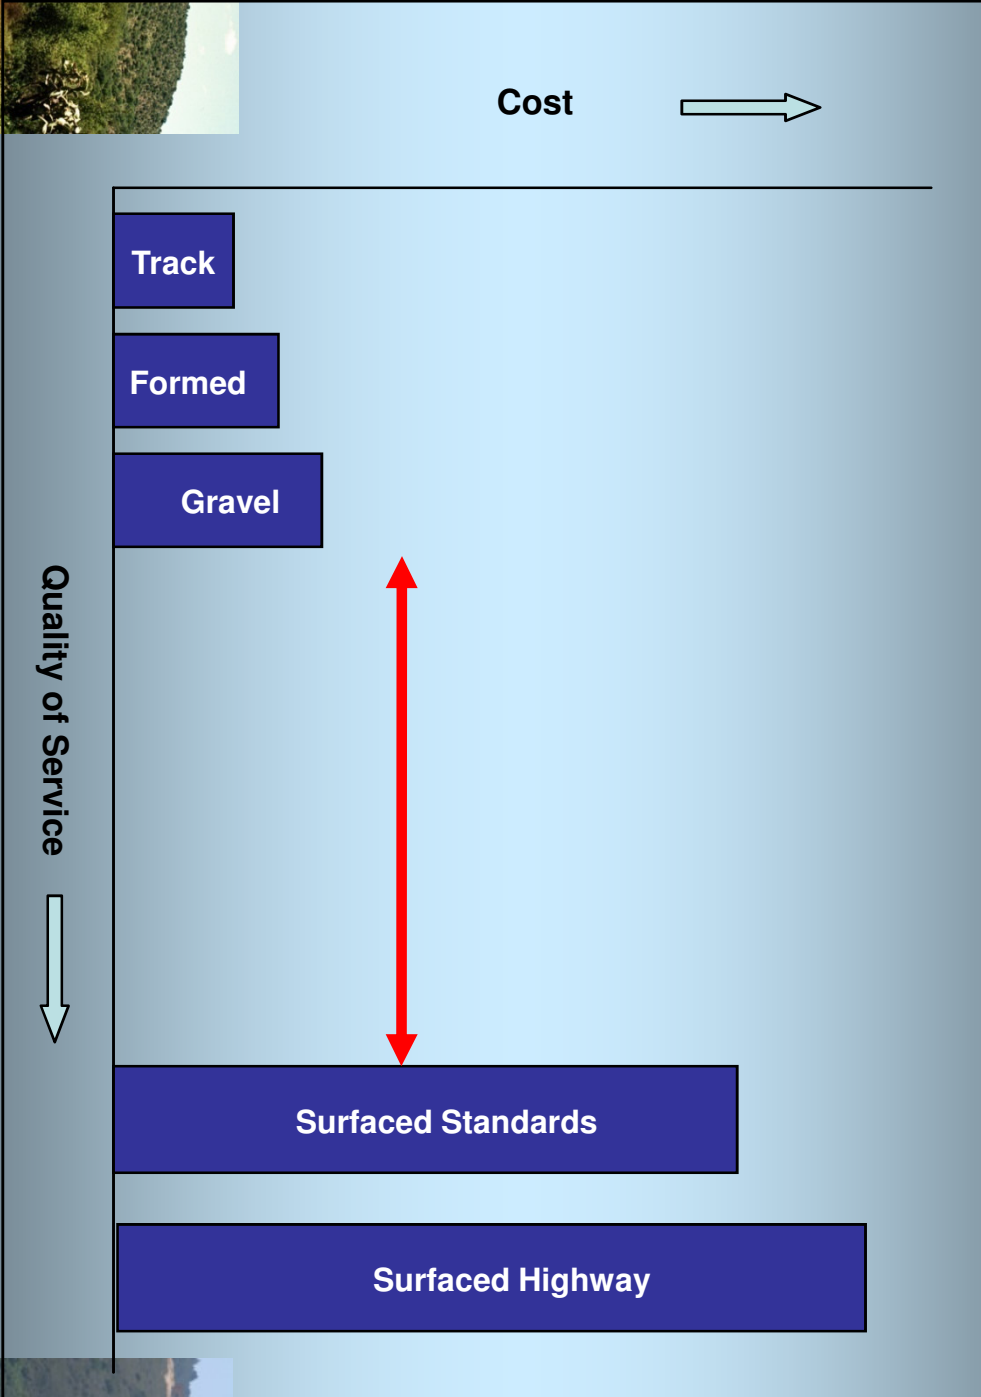 Cost
Track
Formed
Gravel
Quality of Service
Surfaced Standards
Surfaced Highway